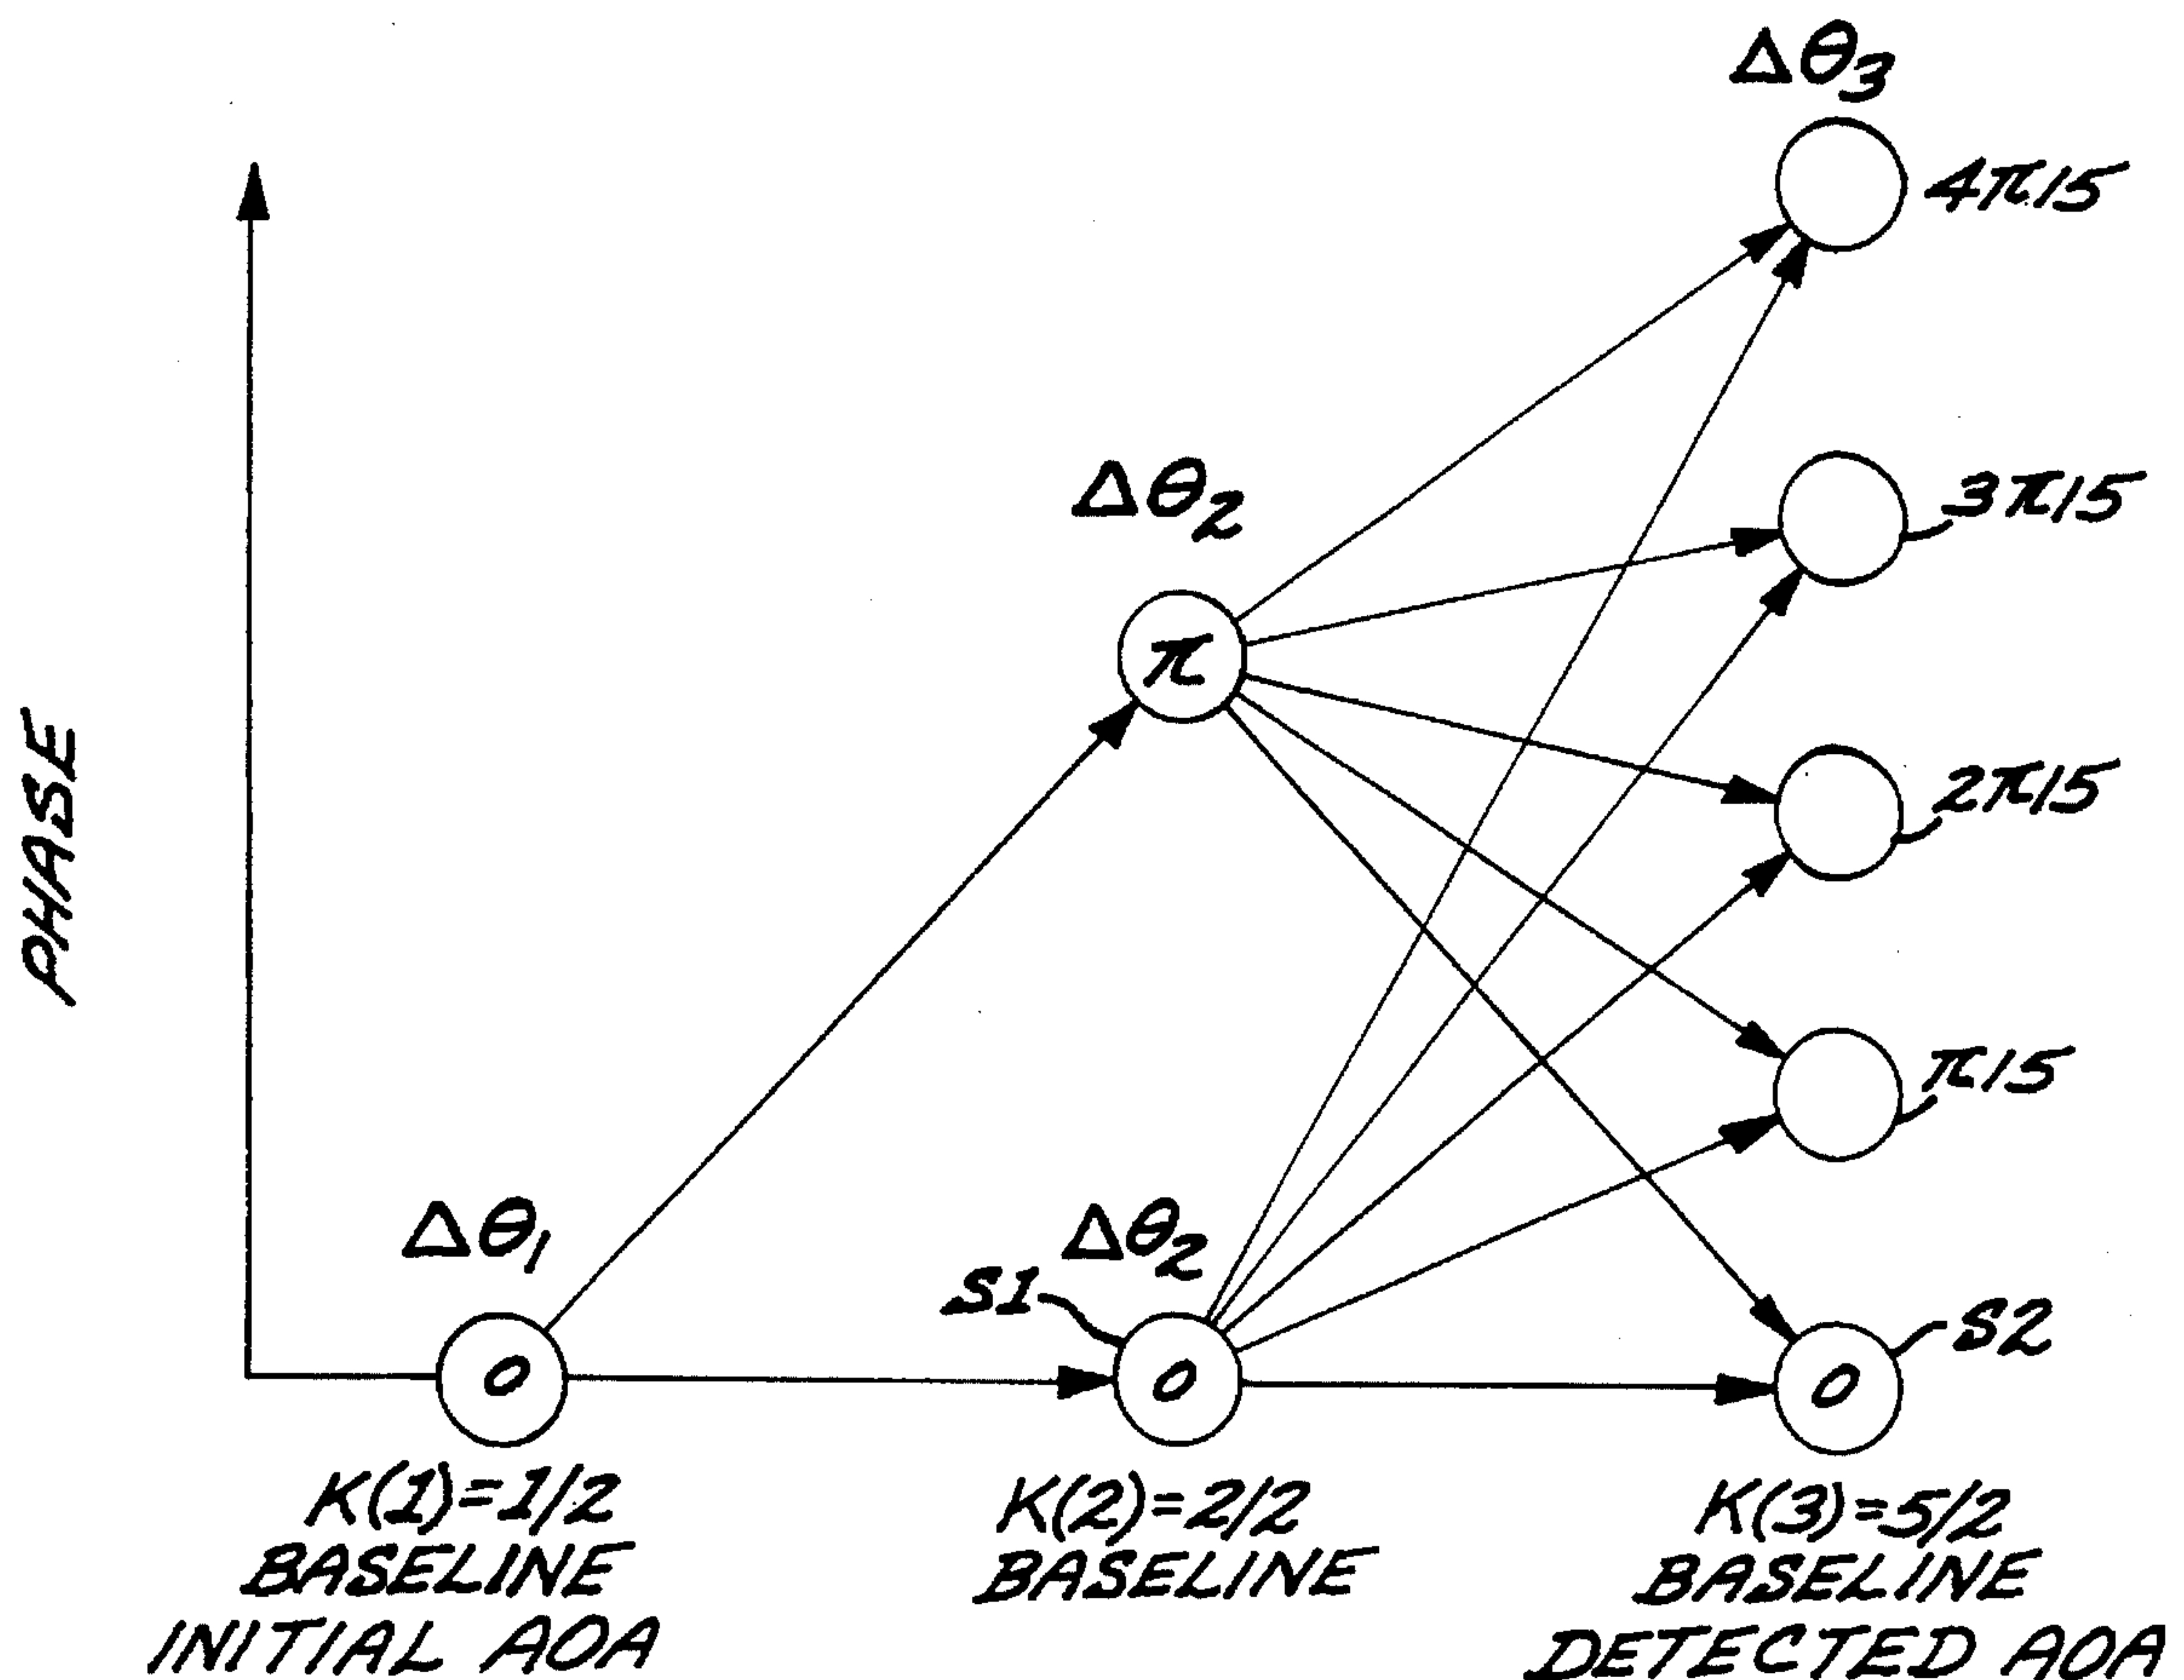 Δθ3
4π/5
3π/5
Δθ2
π
2π/5
PHASE
π/5
Δθ1
Δθ2
S1
S2
0
0
0
K(1)=1/2
BASELINE
INITIAL AOA
K(2)=2/2
BASELINE
K(3)=5/2
BASELINE
DETECTED AOA